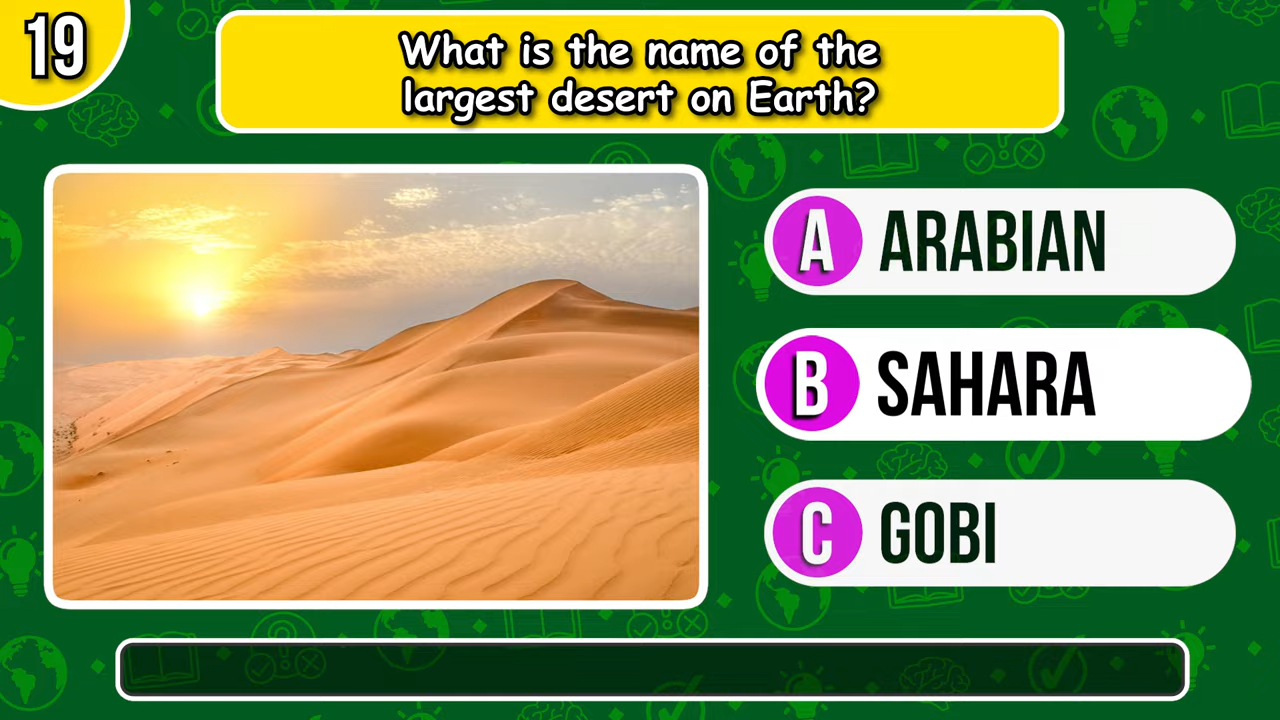 19
What is the name of the
largest desert on Earth?
A ARABIAN
B SAHARA
C GOBI